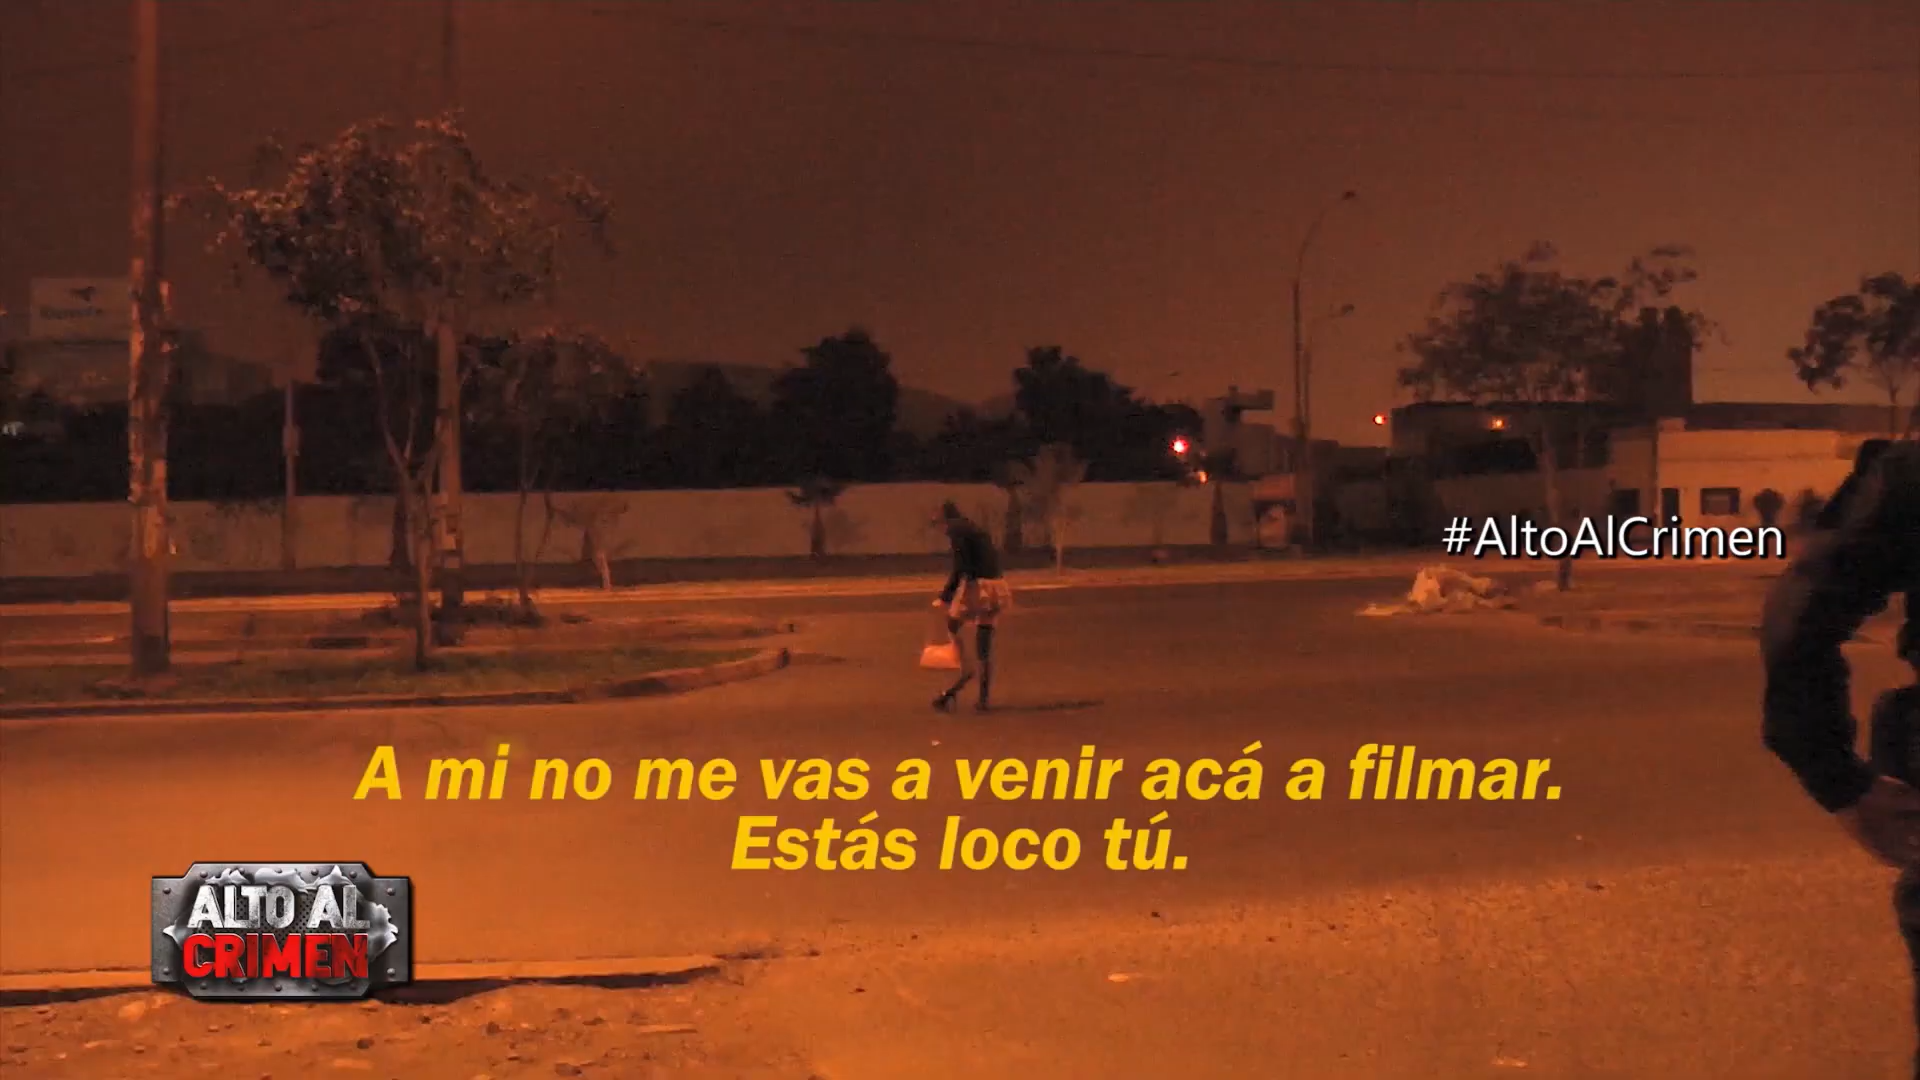 #AltoAlCrimen
A mi no me vas a venir acá a filmar.
Estás loco tú.
ALTO AL
CRIMEN